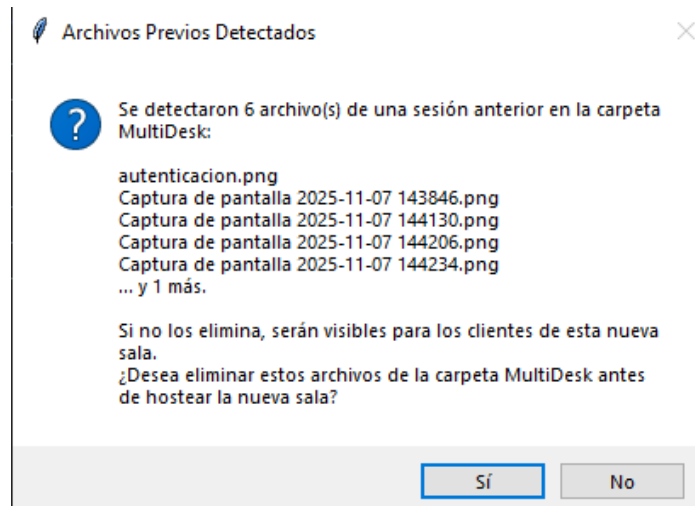 Archivos Previos Detectados
Se detectaron 6 archivo(s) de una sesión anterior en la carpeta
MultiDesk:
autenticacion.png
Captura de pantalla 2025-11-07 143846.png
Captura de pantalla 2025-11-07 144130.png
Captura de pantalla 2025-11-07 144206.png
Captura de pantalla 2025-11-07 144234.png
... y 1 más.
Si no los elimina, serán visibles para los clientes de esta nueva
sala.
¿Desea eliminar estos archivos de la carpeta MultiDesk antes
de hostear la nueva sala?
Sí
No